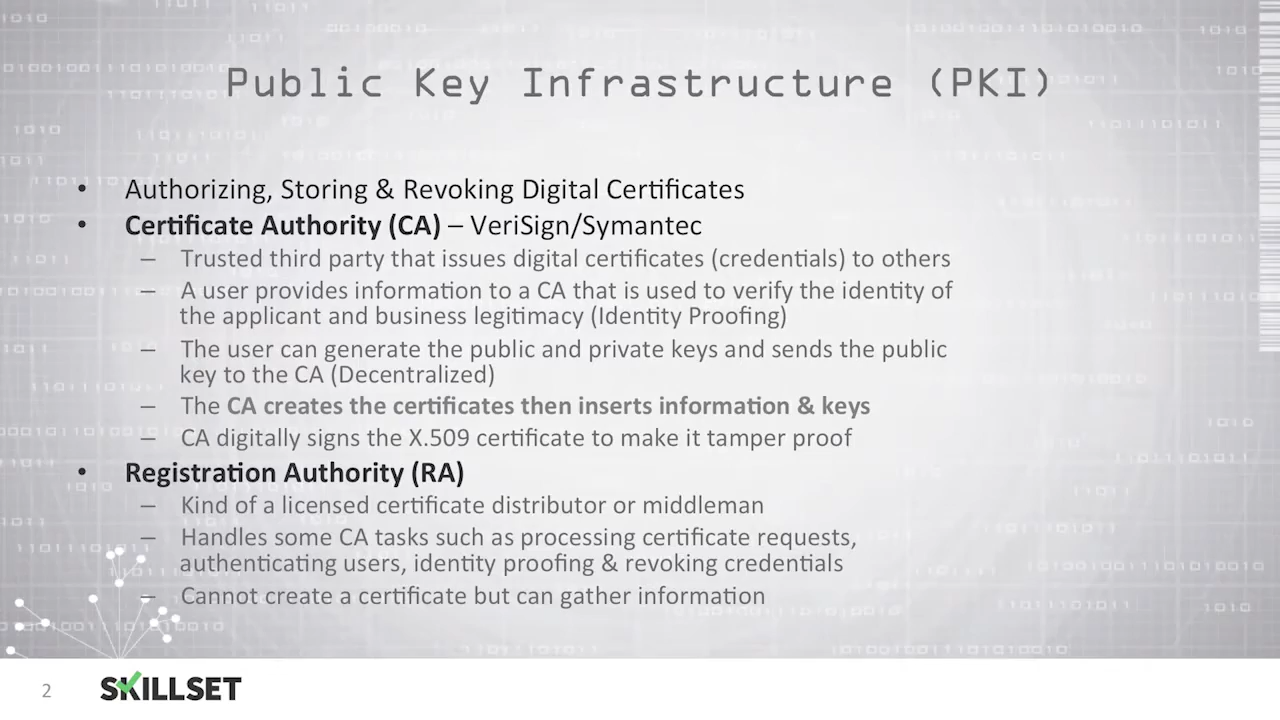 Public Key Infrastructure (PKI)
• Authorizing, Storing & Revoking Digital Certificates
• Certificate Authority (CA) – VeriSign/Symantec
– Trusted third party that issues digital certificates (credentials) to others
– A user provides information to a CA that is used to verify the identity of
the applicant and business legitimacy (Identity Proofing)
– The user can generate the public and private keys and sends the public
key to the CA (Decentralized)
– The CA creates the certificates then inserts information & keys
– CA digitally signs the X.509 certificate to make it tamper proof
• Registration Authority (RA)
– Kind of a licensed certificate distributor or middleman
– Handles some CA tasks such as processing certificate requests,
authenticating users, identity proofing & revoking credentials
– Cannot create a certificate but can gather information
2
SKILLSET